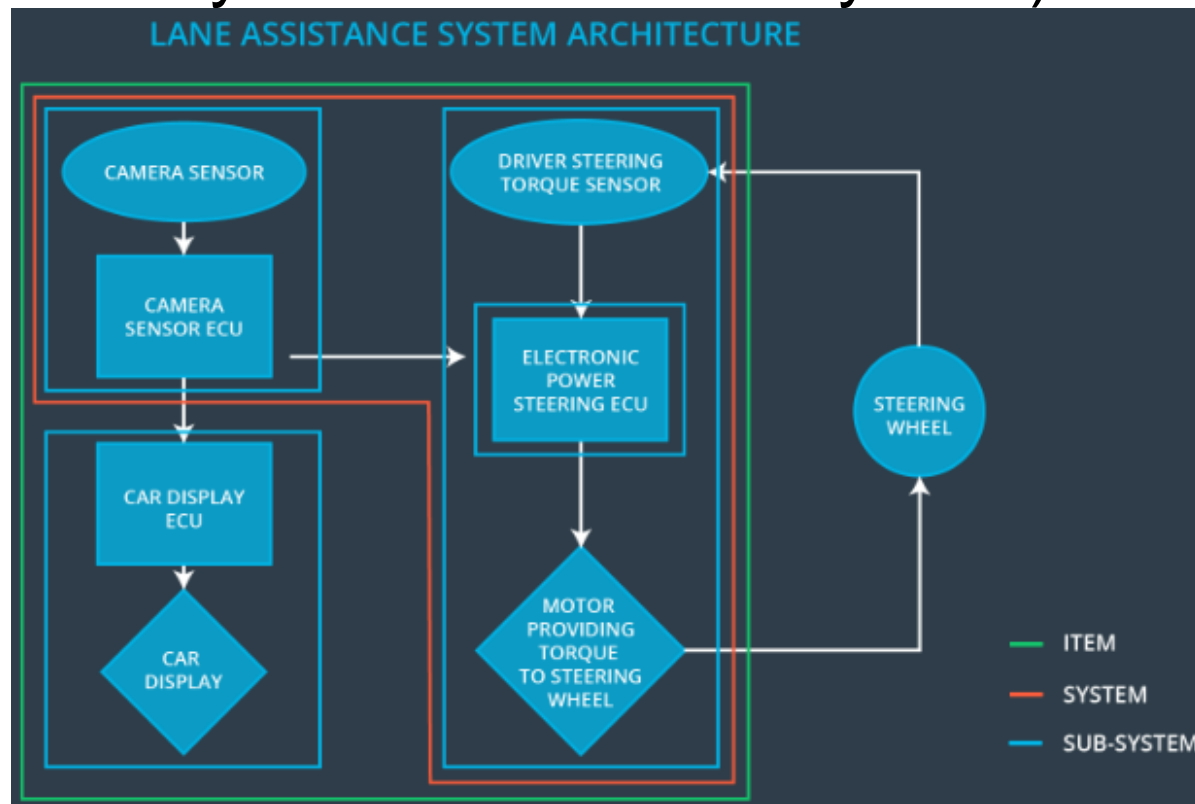 LANE ASSISTANCE SYSTEM ARCHITECTURE
CAMERA SENSOR
DRIVER STEERING
TORQUE SENSOR
CAMERA
SENSOR ECU
ELECTRONIC
POWER
STEERING ECU
STEERING
WHEEL
CAR DISPLAY
ECU
MOTOR
PROVIDING
TORQUE
TO STEERING
WHEEL
CAR
DISPLAY
ITEM
SYSTEM
SUB-SYSTEM